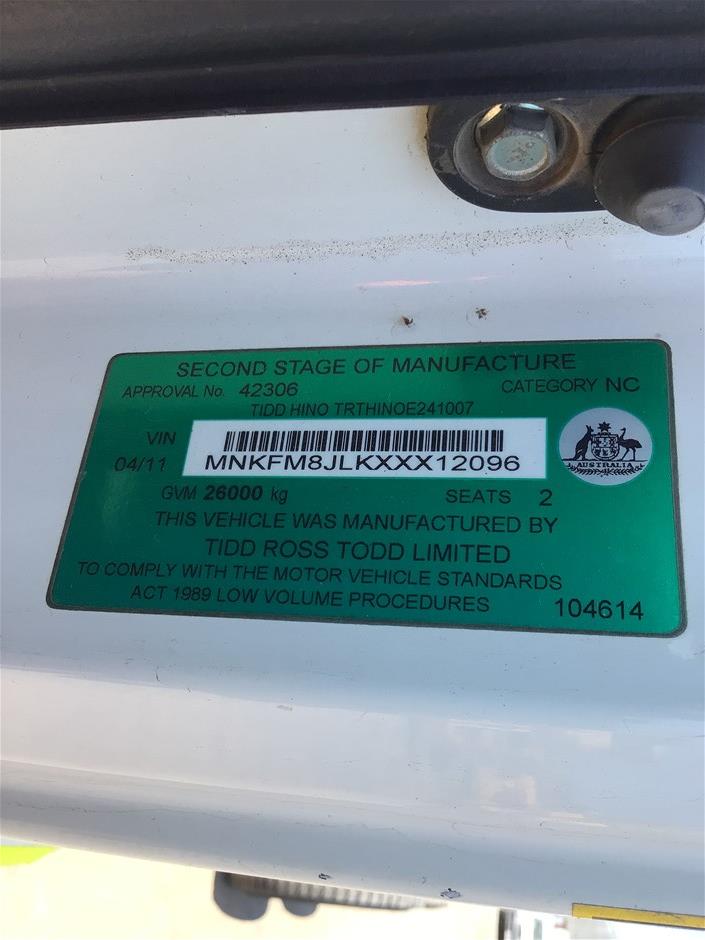 SECOND STAGE OF MANUFACTURE
APPROVAL No. 42306 CATEGORY NC
TIDD HINO TRTHINOE241007
VIN
04/11 MNKFM8JLKXXX12096
AUSTRALIA
GVM 26000 kg SEATS 2
THIS VEHICLE WAS MANUFACTURED BY
TIDD ROSS TODD LIMITED
TO COMPLY WITH THE MOTOR VEHICLE STANDARDS
ACT 1989 LOW VOLUME PROCEDURES 104614